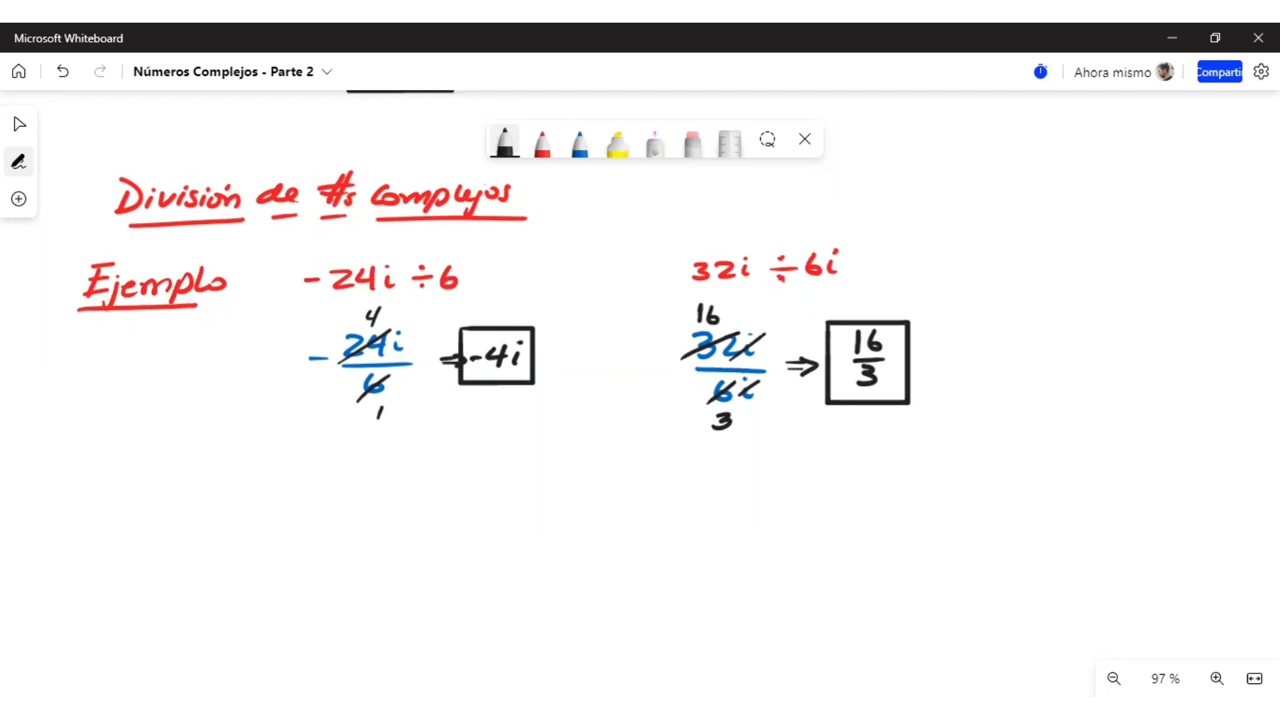 Microsoft Whiteboard
Números Complejos - Parte 2
Ahora mismo
Comparti
División de #s complejos
Ejemplo
-24i ÷ 6
32i ÷ 6i
4
- 24i
6
1
⇒ -4i
16
32i
6i
3
⇒ 16
3
97 %